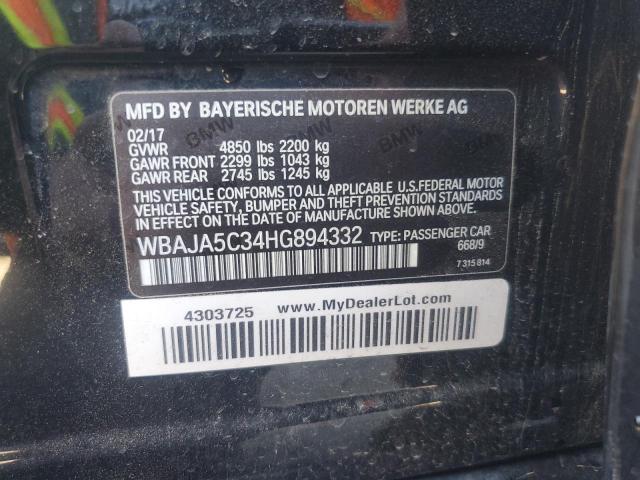 MFD BY BAYERISCHE MOTOREN WERKE AG
02/17
GVWR 4850 lbs 2200 kg
GAWR FRONT 2299 lbs 1043 kg
GAWR REAR 2745 lbs 1245 kg
THIS VEHICLE CONFORMS TO ALL APPLICABLE U.S.FEDERAL MOTOR
VEHICLE SAFETY, BUMPER AND THEFT PREVENTION STANDARDS
IN EFFECT ON THE DATE OF MANUFACTURE SHOWN ABOVE.
WBAJA5C34HG894332 TYPE: PASSENGER CAR
668/9
7 315 814
4303725 www.MyDealerLot.com